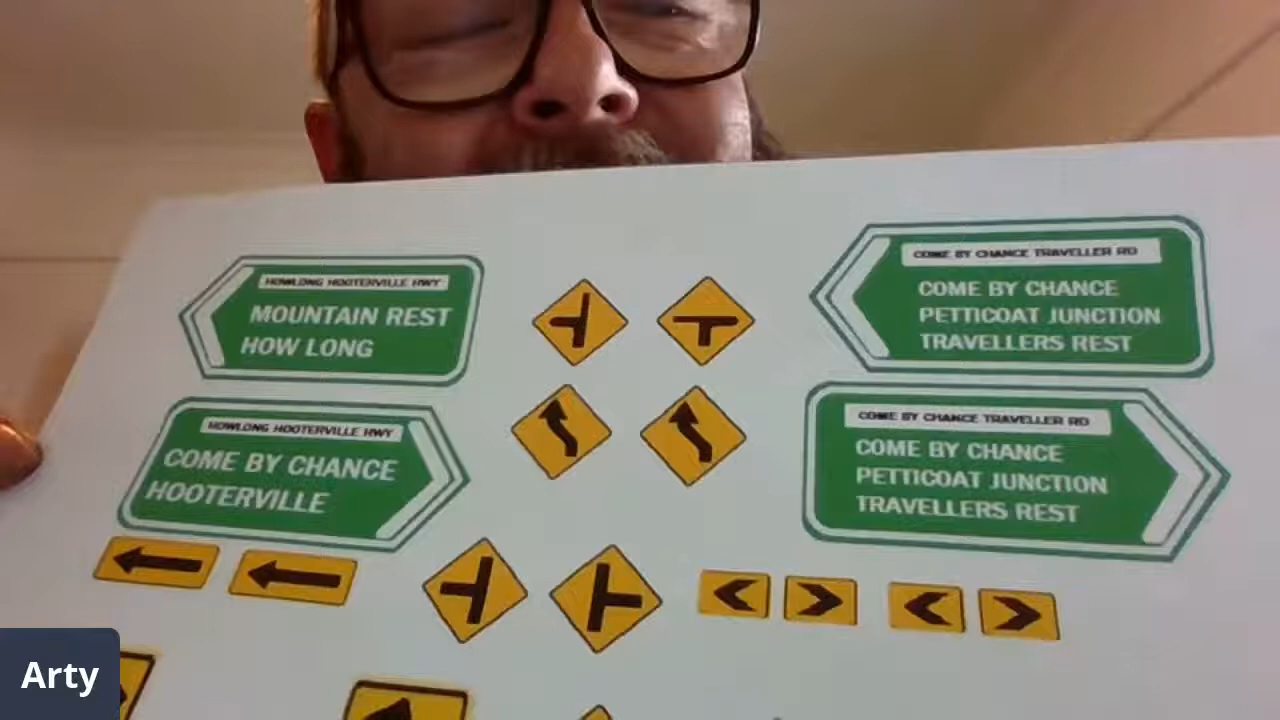 HOWLONG HOOTERVILLE HWY
MOUNTAIN REST
HOW LONG
COME BY CHANCE TRAVELLER RD
COME BY CHANCE
PETTICOAT JUNCTION
TRAVELLERS REST
HOWLONG HOOTERVILLE HWY
COME BY CHANCE
HOOTERVILLE
COME BY CHANCE TRAVELLER RD
COME BY CHANCE
PETTICOAT JUNCTION
TRAVELLERS REST
Arty